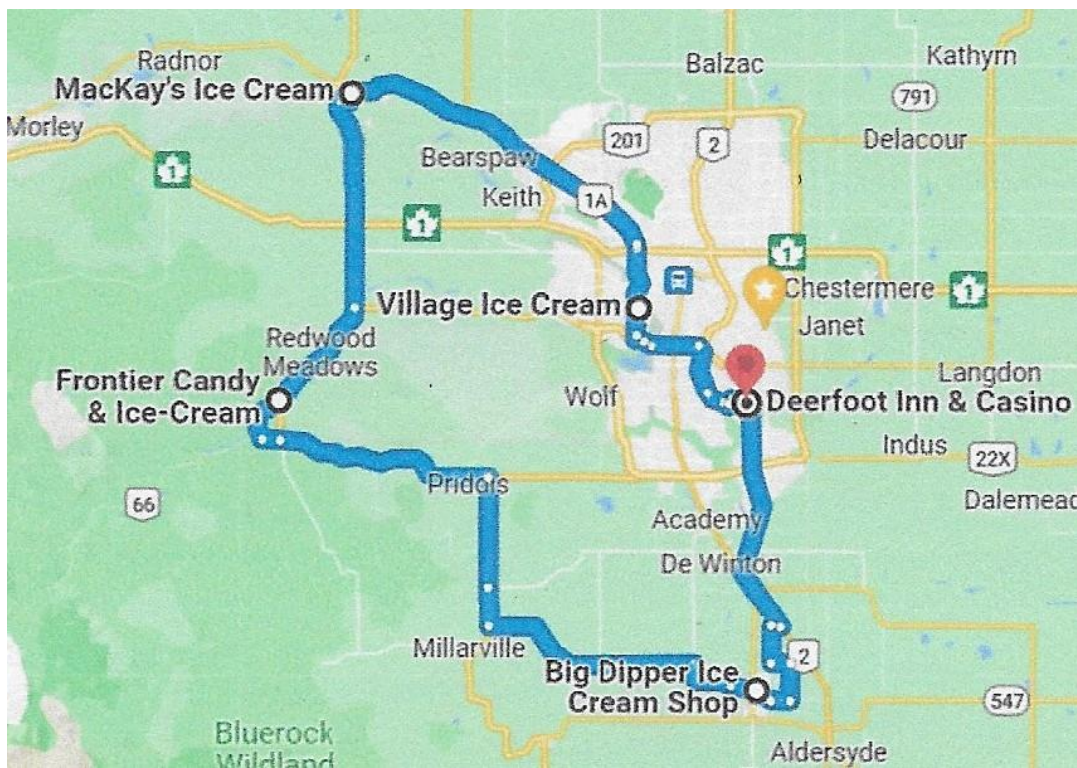 Radnor
MacKay's Ice Cream
Morley
1
Bearspaw
Keith
1
1A
201
2
Balzac
Kathyrn
791
Delacour
1
Chestermere
1
Janet
Village Ice Cream
Redwood
Meadows
Frontier Candy
& Ice-Cream
Wolf
Langdon
Deerfoot Inn & Casino
Indus
22X
Dalemead
66
Pridois
Academy
De Winton
Millarville
Big Dipper Ice
Cream Shop
2
547
Aldersyde
Bluerock
Wildland